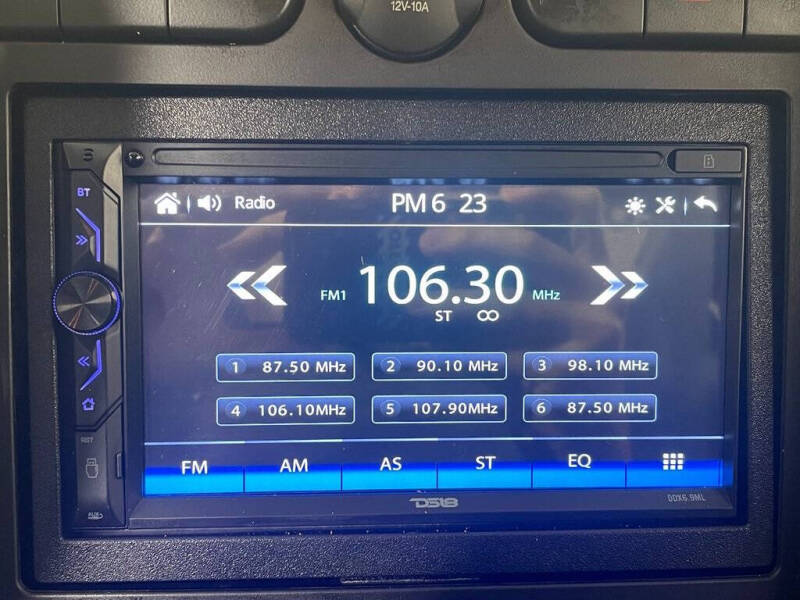 12V-10A
BT
Radio PM 6 23
FM1 106.30 MHz
ST
1 87.50 MHz 2 90.10 MHz 3 98.10 MHz
4 106.10MHz 5 107.90MHz 6 87.50 MHz
FM AM AS ST EQ
DS18
DDX6.9ML
AUX